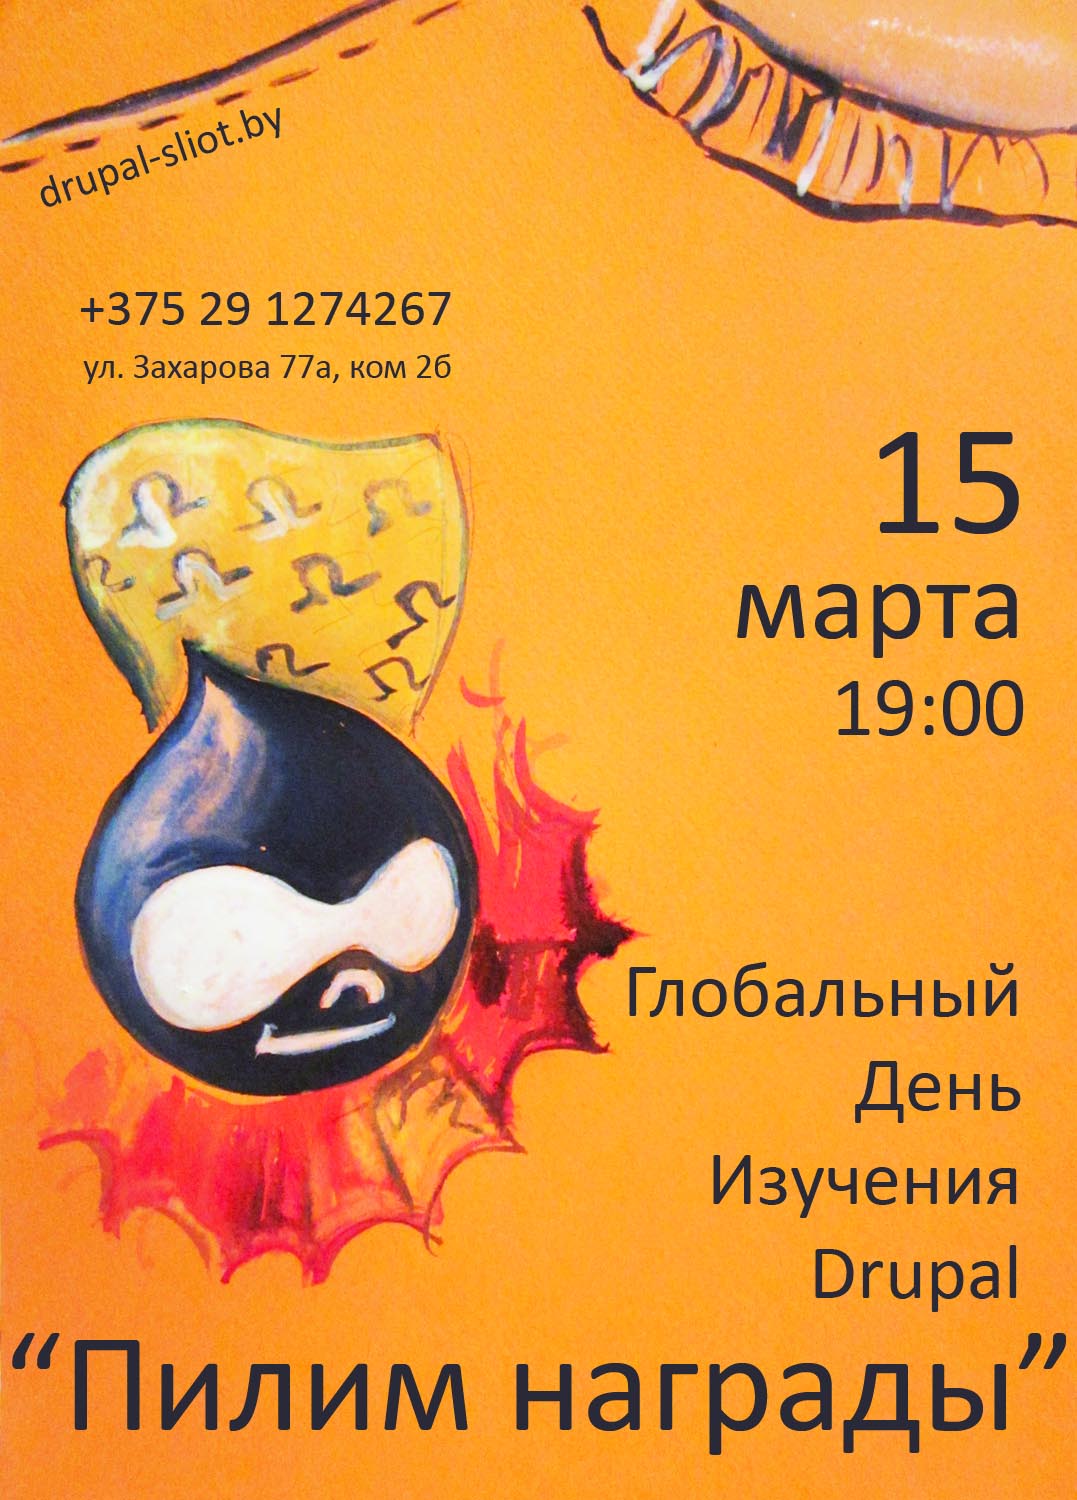 drupal-sliot.by
+375 29 1274267
ул. Захарова 77а, ком 2б
15
марта
19:00
Глобальный
День
Изучения
Drupal
“Пилим награды”